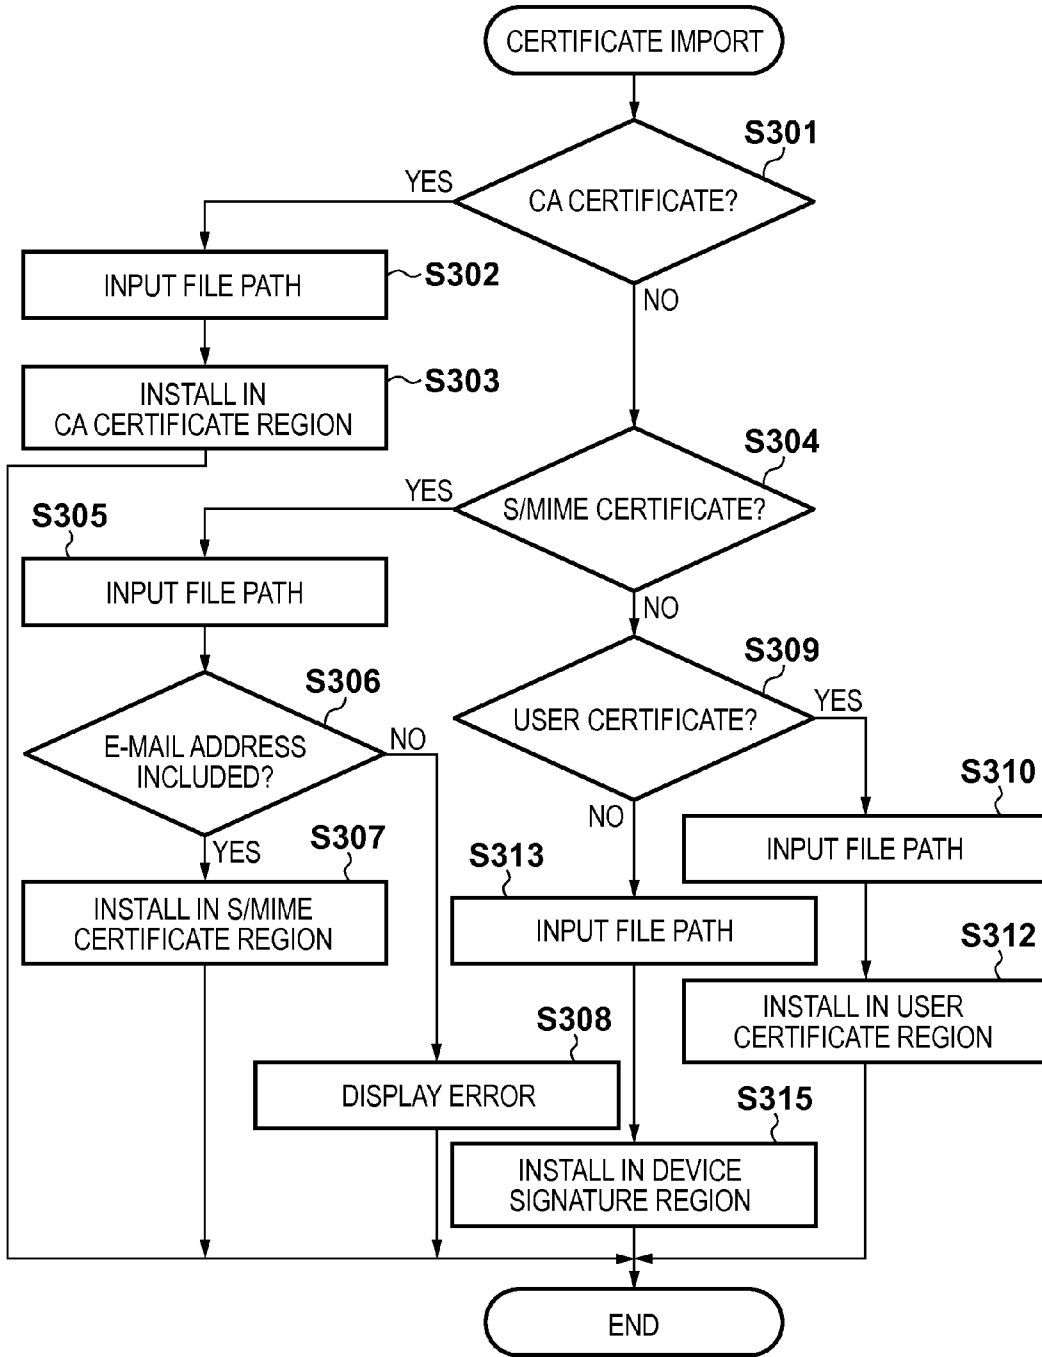 CERTIFICATE IMPORT
S301
CA CERTIFICATE?
YES
NO
INPUT FILE PATH
S302
INSTALL IN
CA CERTIFICATE REGION
S303
S304
S/MIME CERTIFICATE?
YES
NO
S305
INPUT FILE PATH
S306
E-MAIL ADDRESS
INCLUDED?
NO
YES
S307
INSTALL IN S/MIME
CERTIFICATE REGION
S308
DISPLAY ERROR
S309
USER CERTIFICATE?
YES
NO
S310
INPUT FILE PATH
S312
INSTALL IN USER
CERTIFICATE REGION
S313
INPUT FILE PATH
S315
INSTALL IN DEVICE
SIGNATURE REGION
END